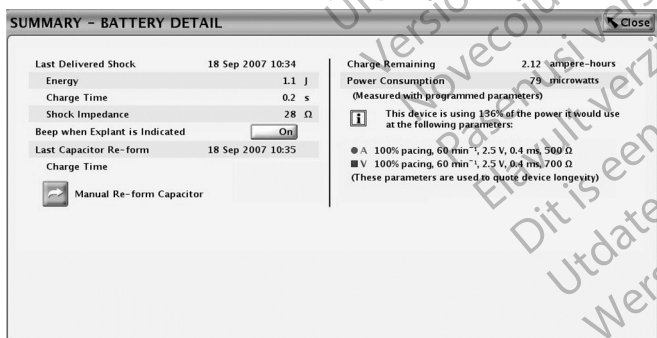 SUMMARY – BATTERY DETAIL
Close
Last Delivered Shock 18 Sep 2007 10:34
Energy 1.1 J
Charge Time 0.2 s
Shock Impedance 28 Ω
Beep when Explant is Indicated On
Last Capacitor Re-form 18 Sep 2007 10:35
Charge Time
Manual Re-form Capacitor
Charge Remaining 2.12 ampere-hours
Power Consumption 79 microwatts
(Measured with programmed parameters)
i This device is using 136% of the power it would use
at the following parameters:
A 100% pacing, 60 min⁻¹, 2.5 V, 0.4 ms, 500 Ω
V 100% pacing, 60 min⁻¹, 2.5 V, 0.4 ms, 700 Ω
(These parameters are used to quote device longevity)
Dit is een